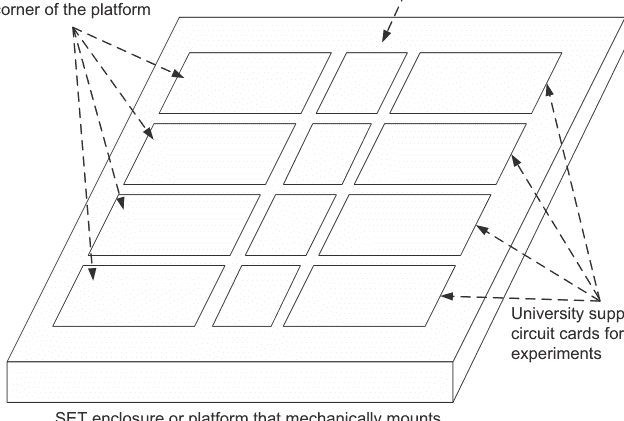 corner of the platform
University supp
circuit cards for
experiments
SET enclosure or platform that mechanically mounts